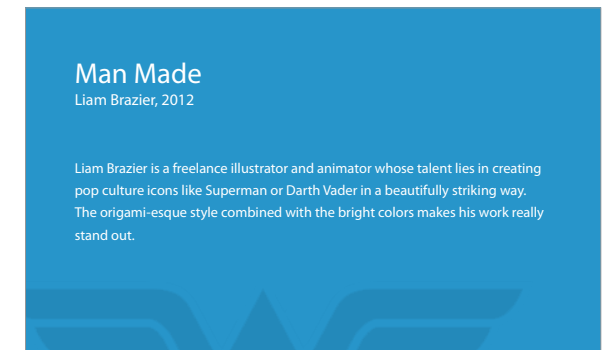 Man Made
Liam Brazier, 2012
Liam Brazier is a freelance illustrator and animator whose talent lies in creating
pop culture icons like Superman or Darth Vader in a beautifully striking way.
The origami-esque style combined with the bright colors makes his work really
stand out.